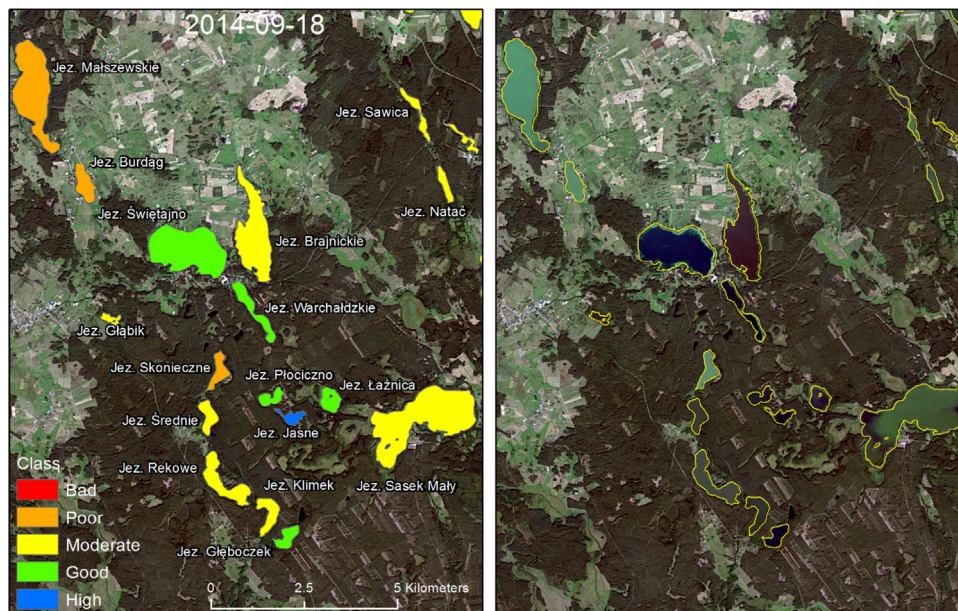 2014-09-18
Jez. Małszewskie
Jez. Sawica
Jez. Burdąg
Jez. Natać
Jez. Świętajno
Jez. Brajnickie
Jez. Warchałdzkie
Jez. Głąbik
Jez. Skonieczne
Jez. Płociczno
Jez. Łaźnica
Jez. Średnie
Jez. Jasne
Jez. Rekowe
Jez. Klimek
Jez. Sasek Mały
Jez. Głęboczek
Class
Bad
Poor
Moderate
Good
High
0 2.5 5 Kilometers